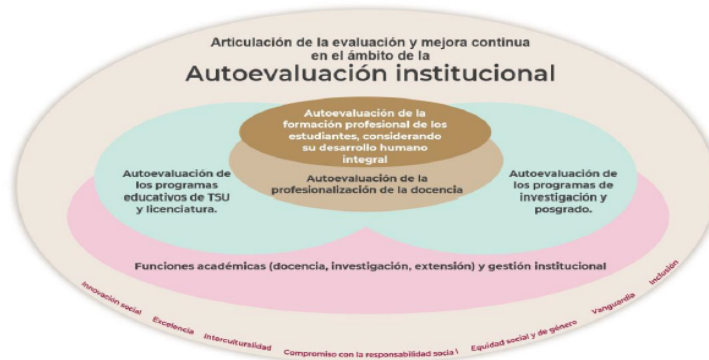 Articulación de la evaluación y mejora continua
en el ámbito de la
Autoevaluación institucional
Autoevaluación de la
formación profesional de los
estudiantes, considerando
su desarrollo humano
integral
Autoevaluación de la
profesionalización de la docencia
Autoevaluación de
los programas
educativos de TSU
y licenciatura.
Autoevaluación de
los programas de
investigación y
posgrado.
Funciones académicas (docencia, investigación, extensión) y gestión institucional
Innovación social
Excelencia
Interculturalidad
Compromiso con la responsabilidad social
Equidad social y de género
Vanguardia
Inclusión